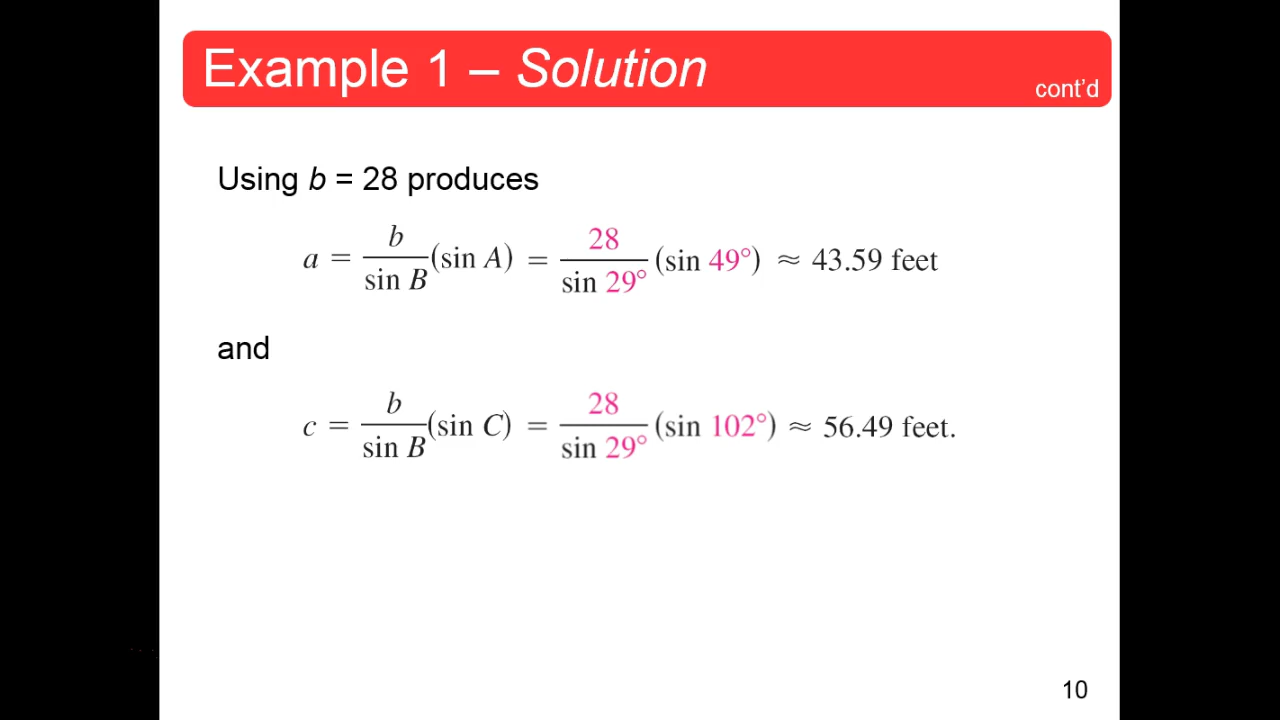 Example 1 – Solution
cont'd
Using b = 28 produces
a = b/sin B (sin A) = 28/sin 29° (sin 49°) ≈ 43.59 feet
and
c = b/sin B (sin C) = 28/sin 29° (sin 102°) ≈ 56.49 feet.
10